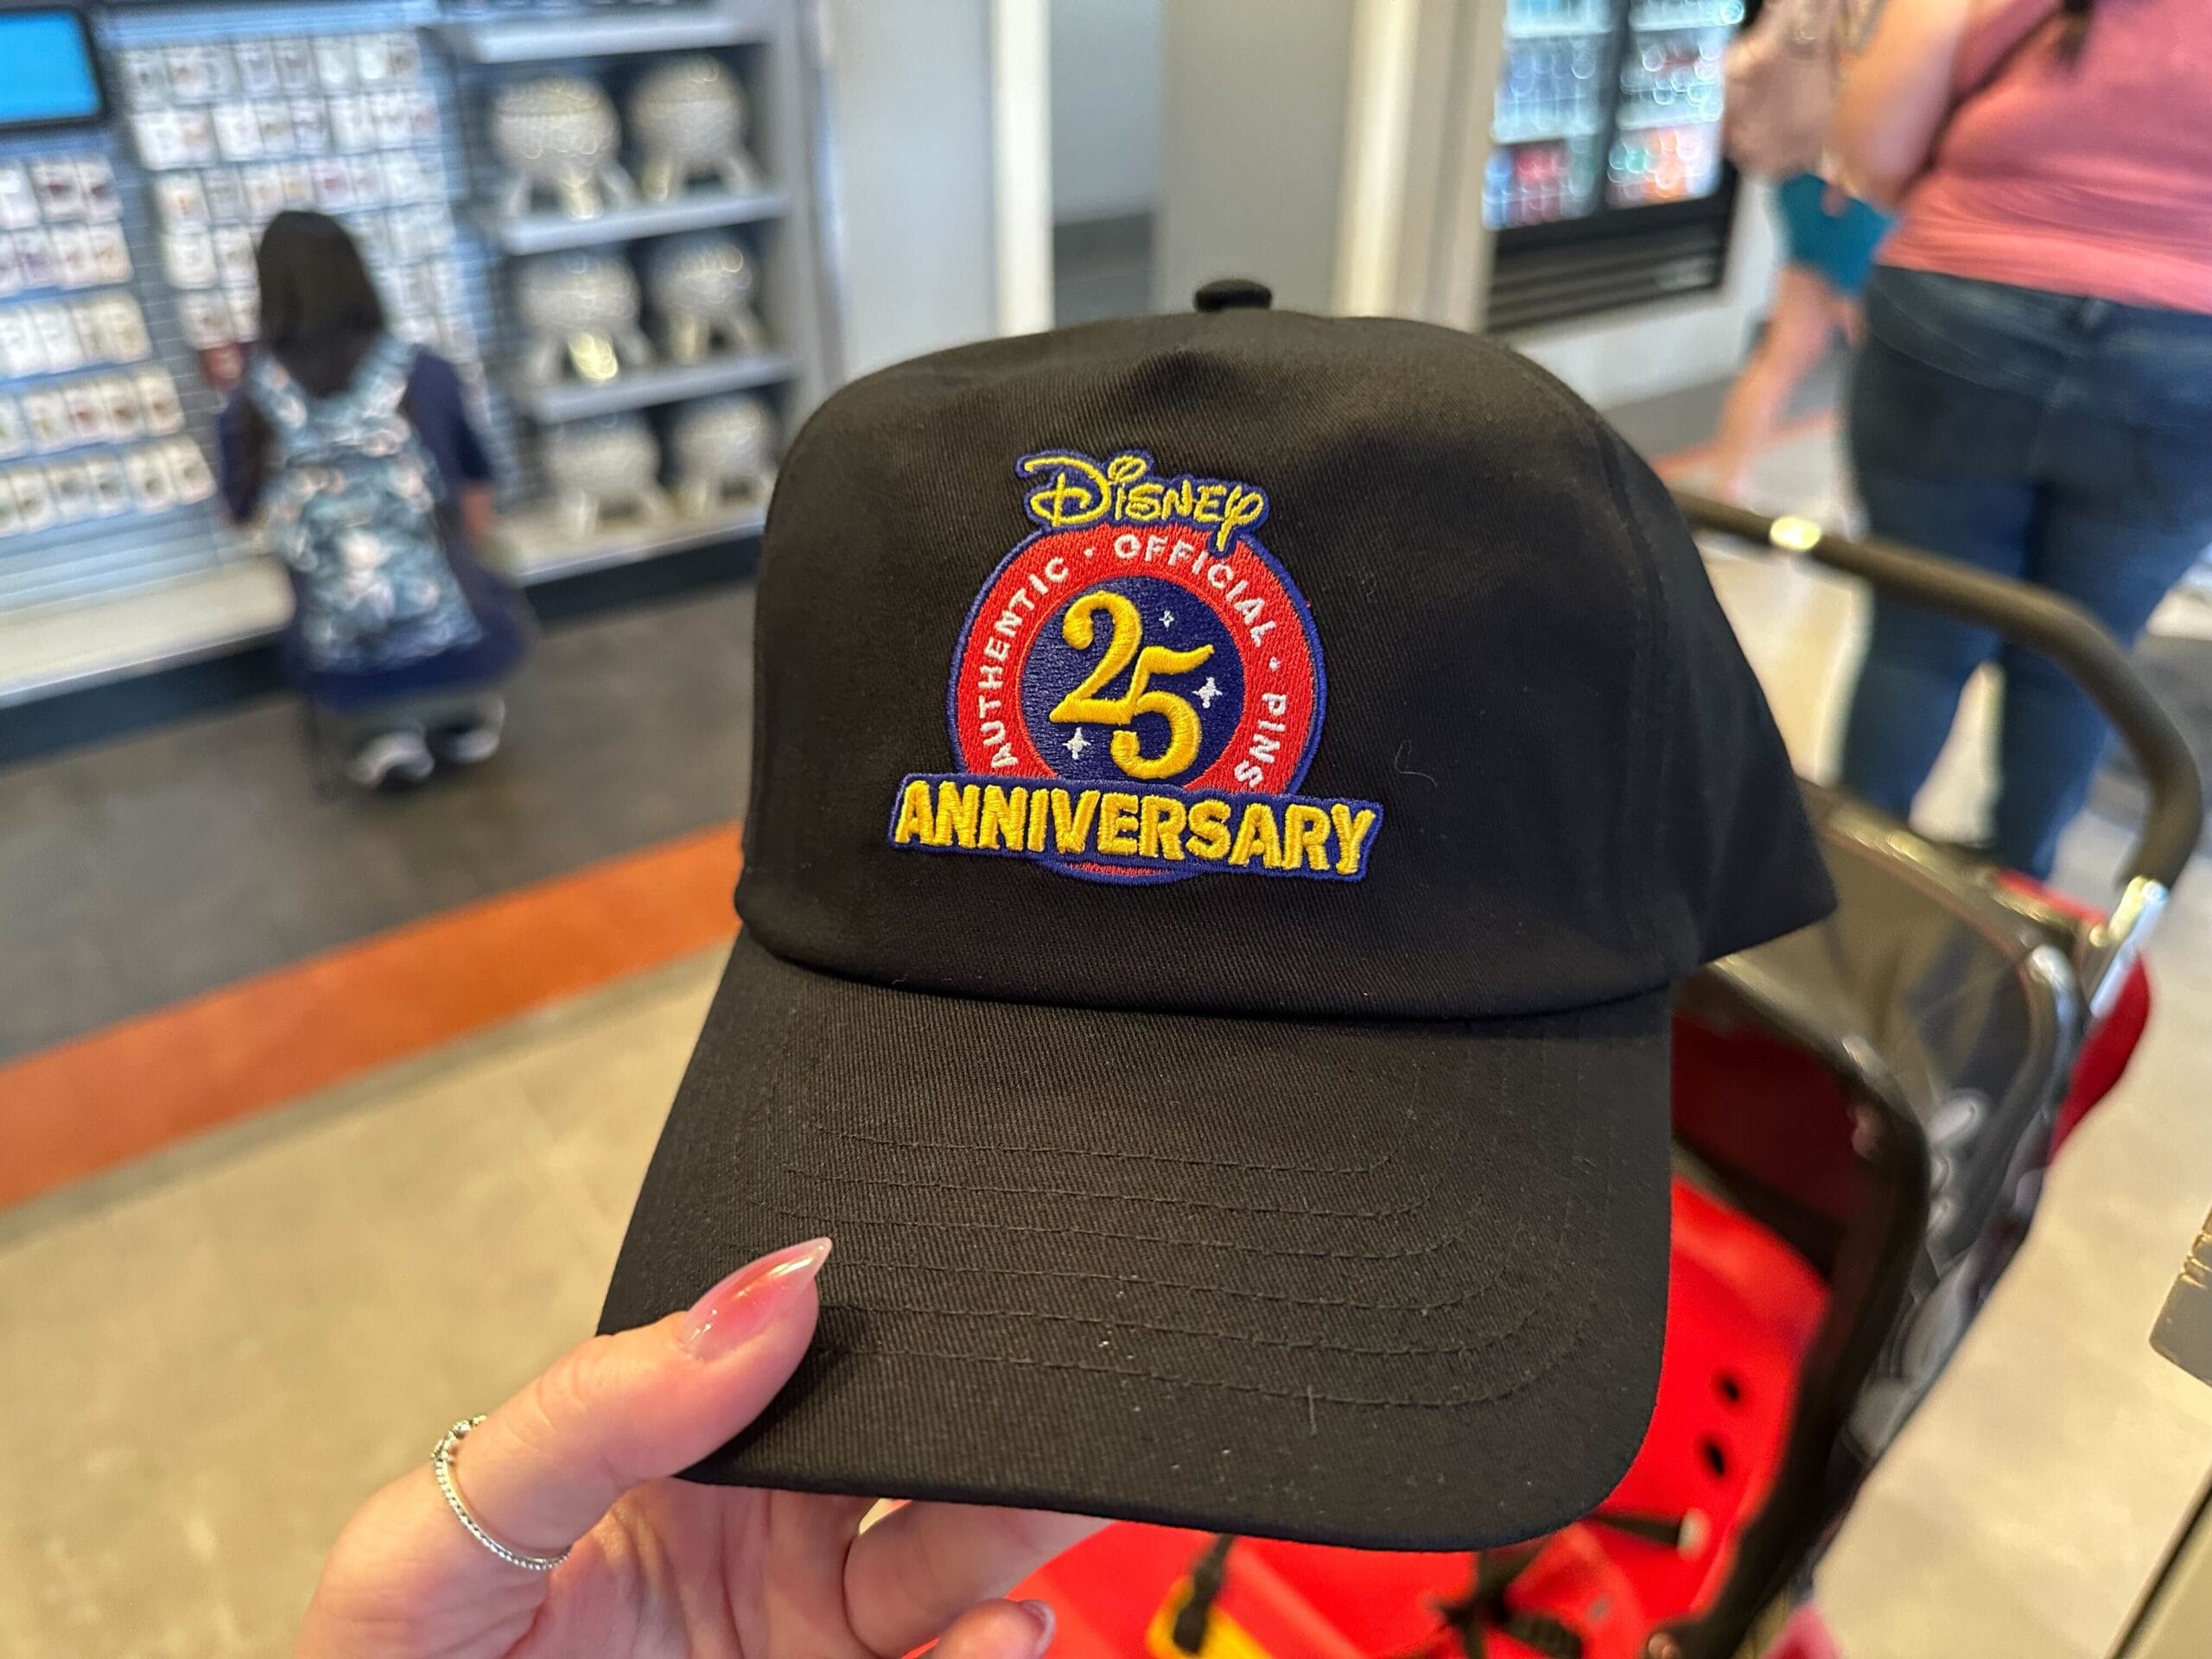 Disney
AUTHENTIC · OFFICIAL · PINS
25
ANNIVERSARY